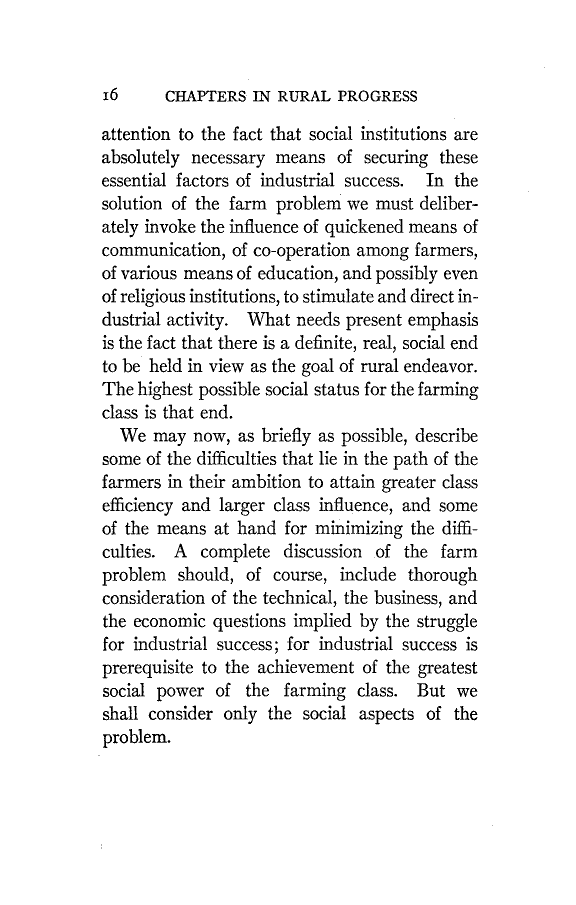 16 CHAPTERS IN RURAL PROGRESS
attention to the fact that social institutions are
absolutely necessary means of securing these
essential factors of industrial success. In the
solution of the farm problem we must deliber-
ately invoke the influence of quickened means of
communication, of co-operation among farmers,
of various means of education, and possibly even
of religious institutions, to stimulate and direct in-
dustrial activity. What needs present emphasis
is the fact that there is a definite, real, social end
to be held in view as the goal of rural endeavor.
The highest possible social status for the farming
class is that end.
We may now, as briefly as possible, describe
some of the difficulties that lie in the path of the
farmers in their ambition to attain greater class
efficiency and larger class influence, and some
of the means at hand for minimizing the diffi-
culties. A complete discussion of the farm
problem should, of course, include thorough
consideration of the technical, the business, and
the economic questions implied by the struggle
for industrial success; for industrial success is
prerequisite to the achievement of the greatest
social power of the farming class. But we
shall consider only the social aspects of the
problem.